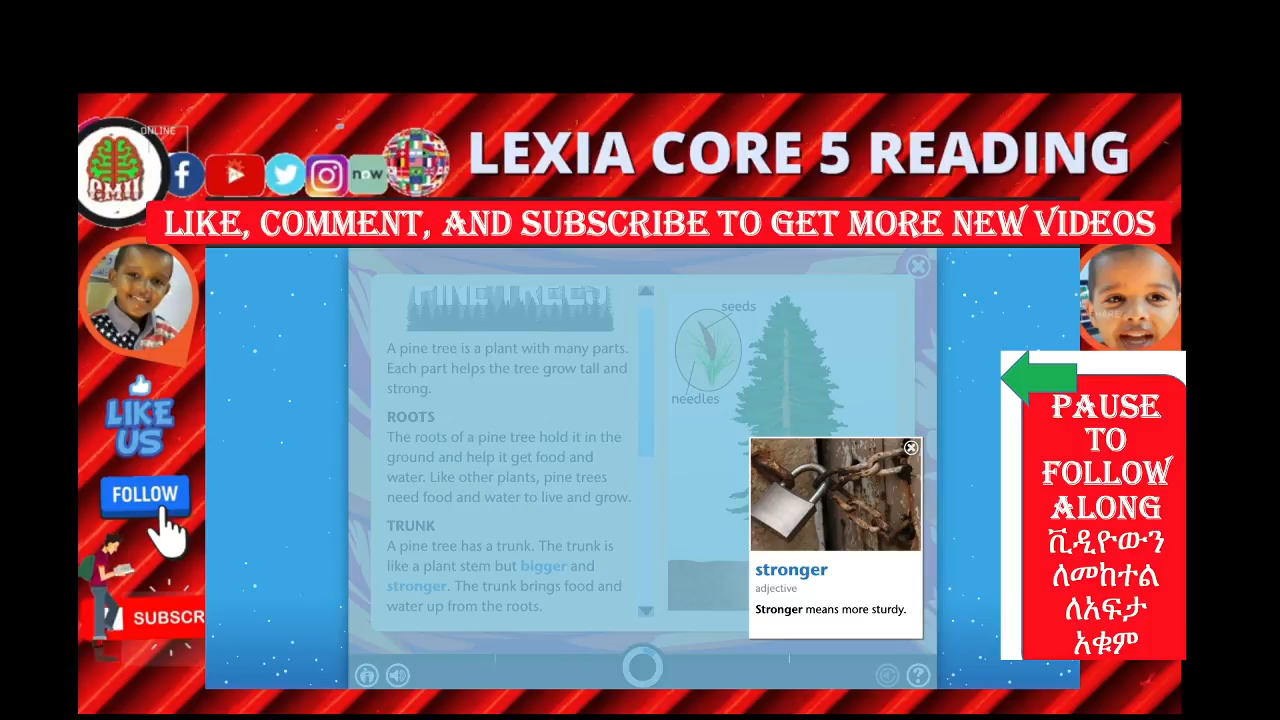 ONLINE
LEXIA CORE 5 READING
GMU
now
LIKE, COMMENT, AND SUBSCRIBE TO GET MORE NEW VIDEOS
PINE TREES
A pine tree is a plant with many parts.
Each part helps the tree grow tall and
strong.
ROOTS
The roots of a pine tree hold it in the
ground and help it get food and
water. Like other plants, pine trees
need food and water to live and grow.
TRUNK
A pine tree has a trunk. The trunk is
like a plant stem but bigger and
stronger. The trunk brings food and
water up from the roots.
seeds
needles
stronger
adjective
Stronger means more sturdy.
SHARE
LIKE
US
FOLLOW
SUBSCR
PAUSE
TO
FOLLOW
ALONG
ቪዲዮውን
ለመከተል
ለአፍታ
አቁም